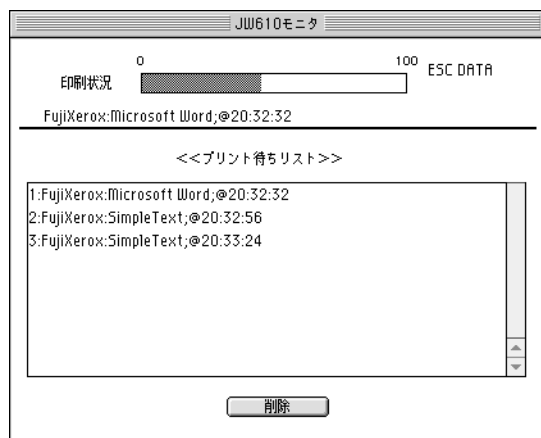 JW610モニタ
0 100 ESC DATA
印刷状況
FujiXerox:Microsoft Word;@20:32:32
<<プリント待ちリスト>>
1:FujiXerox:Microsoft Word;@20:32:32
2:FujiXerox:SimpleText;@20:32:56
3:FujiXerox:SimpleText;@20:33:24
削除